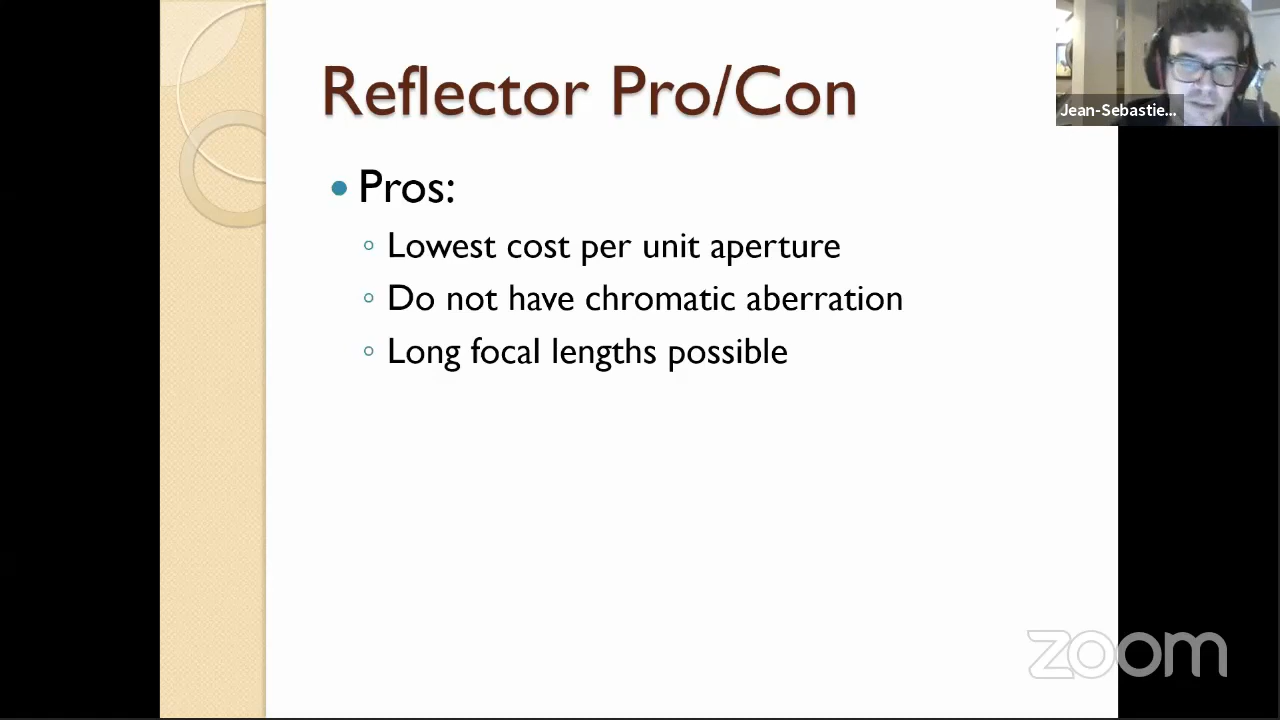 Reflector Pro/Con
Jean-Sebastie...
Pros:
Lowest cost per unit aperture
Do not have chromatic aberration
Long focal lengths possible
zoom